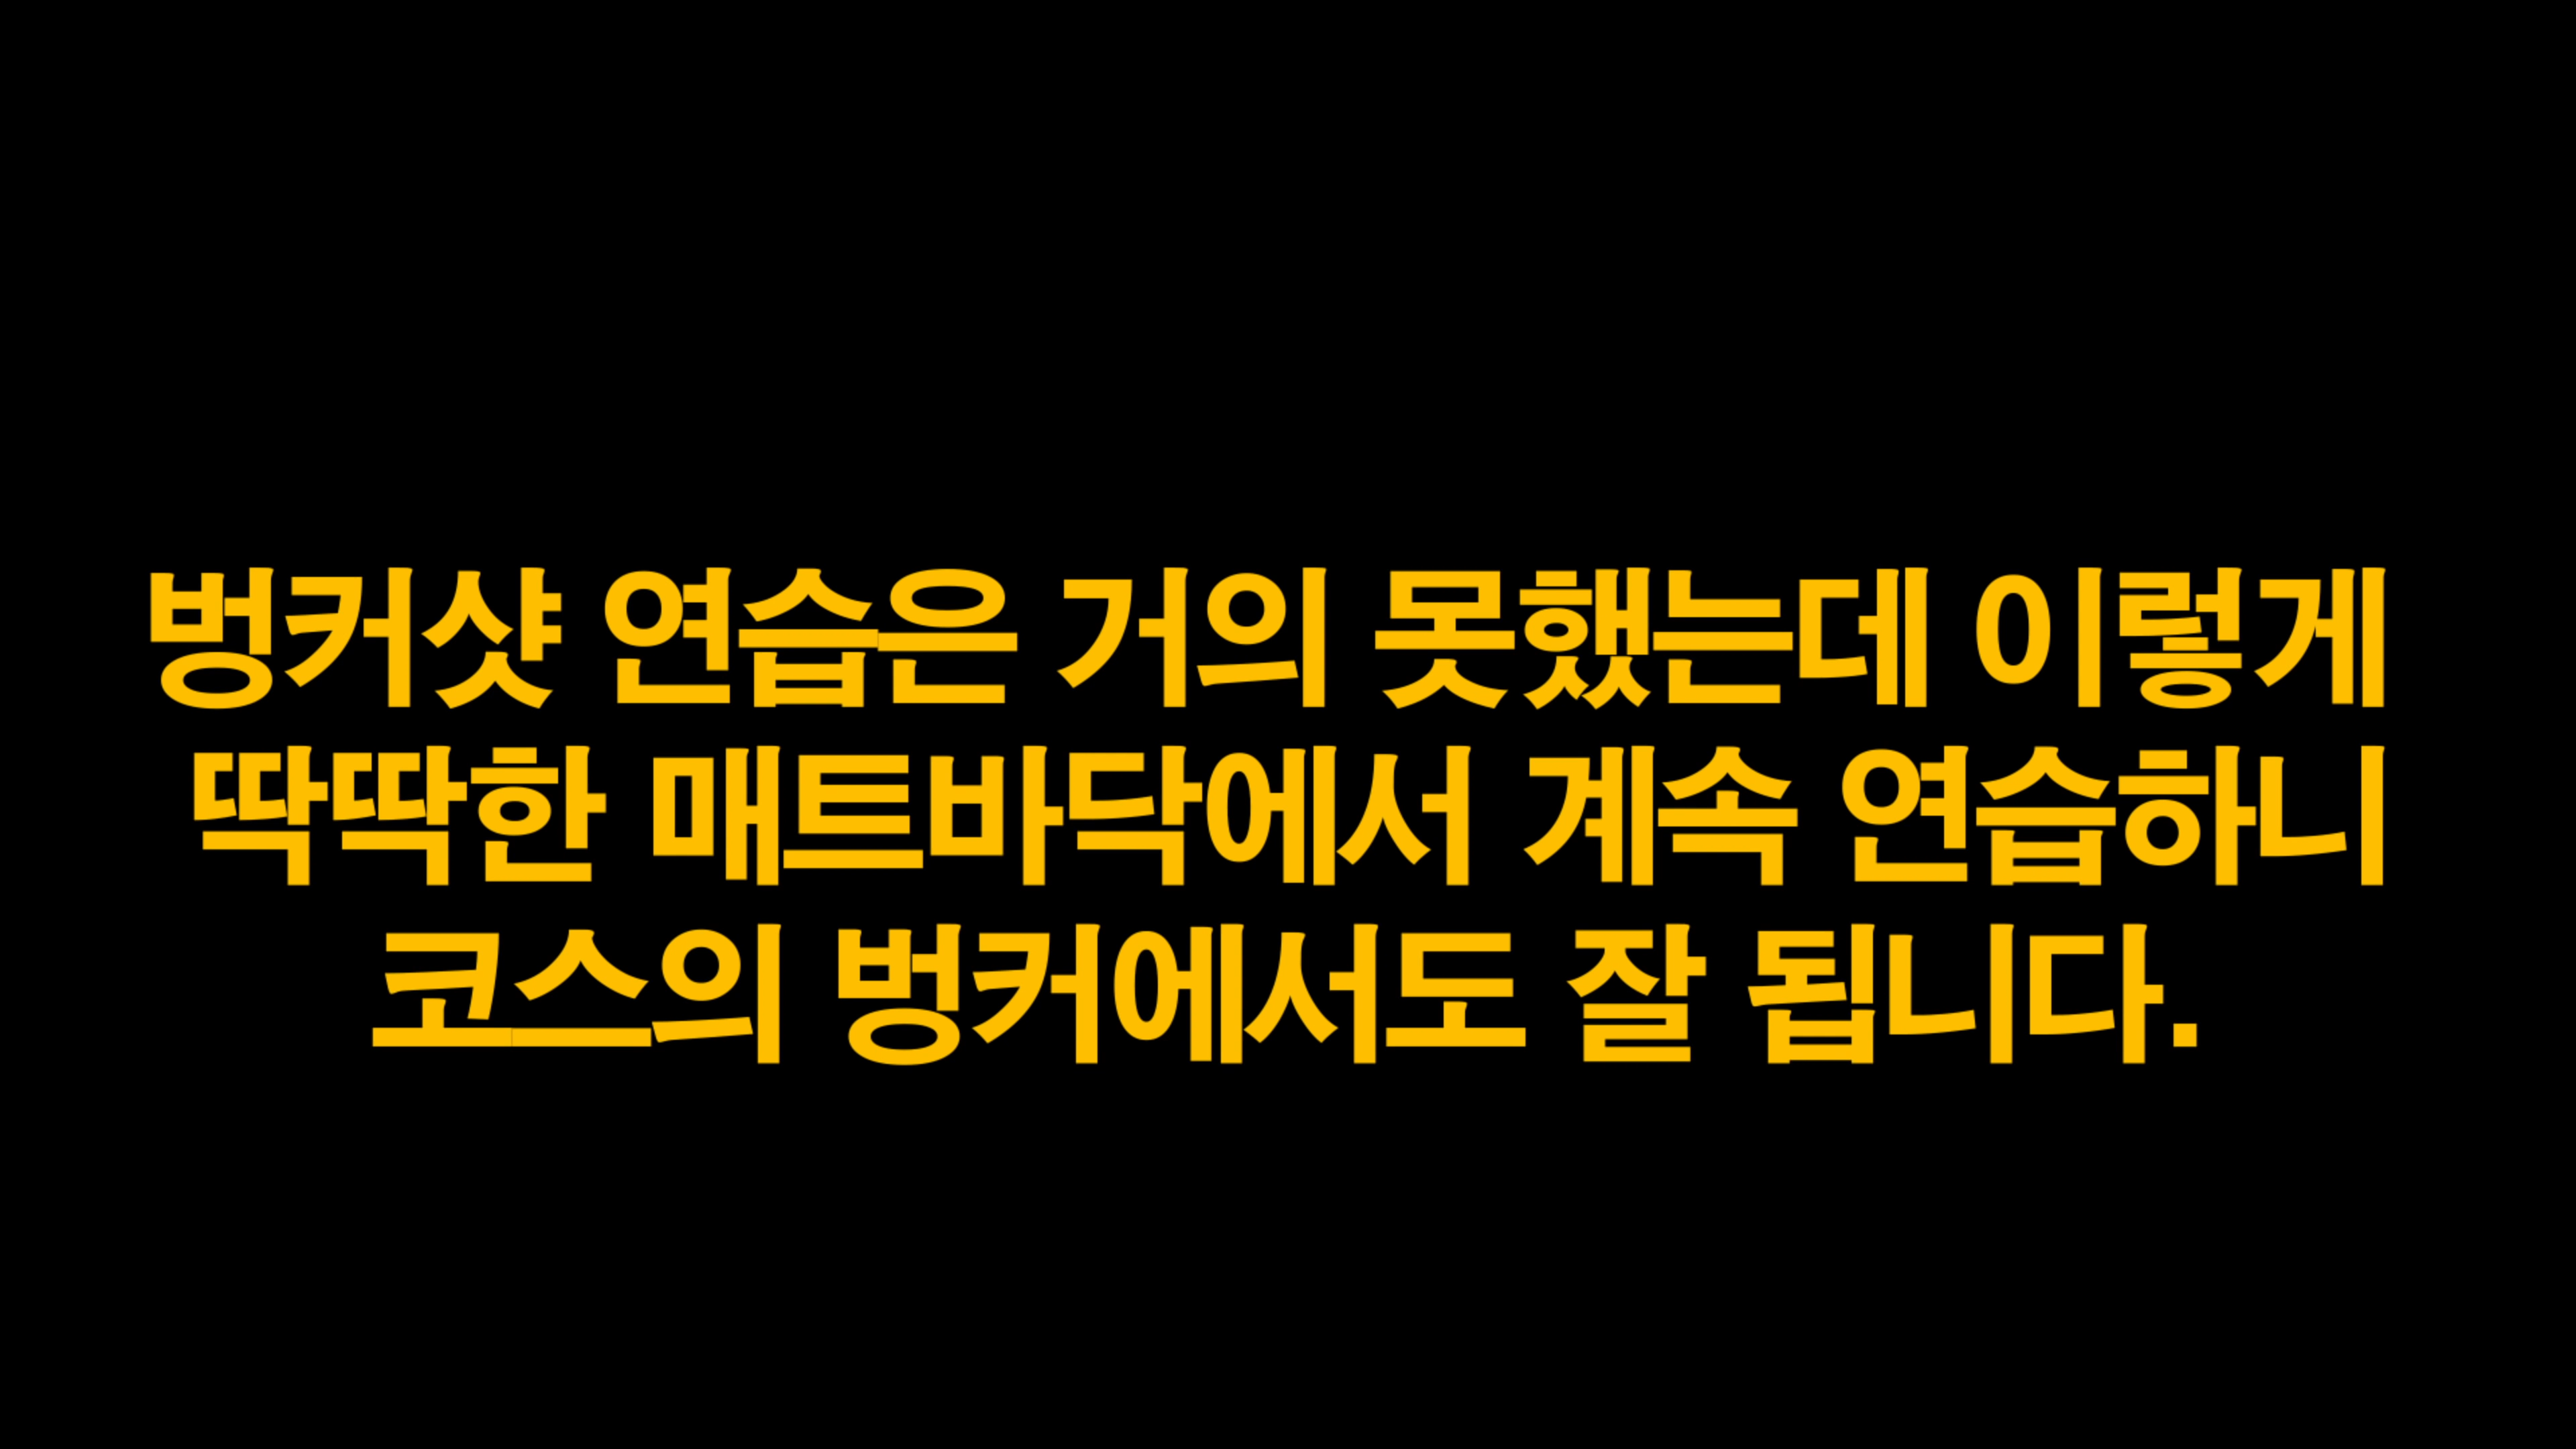 벙커샷 연습은 거의 못했는데 이렇게
딱딱한 매트바닥에서 계속 연습하니
코스의 벙커에서도 잘 됩니다.